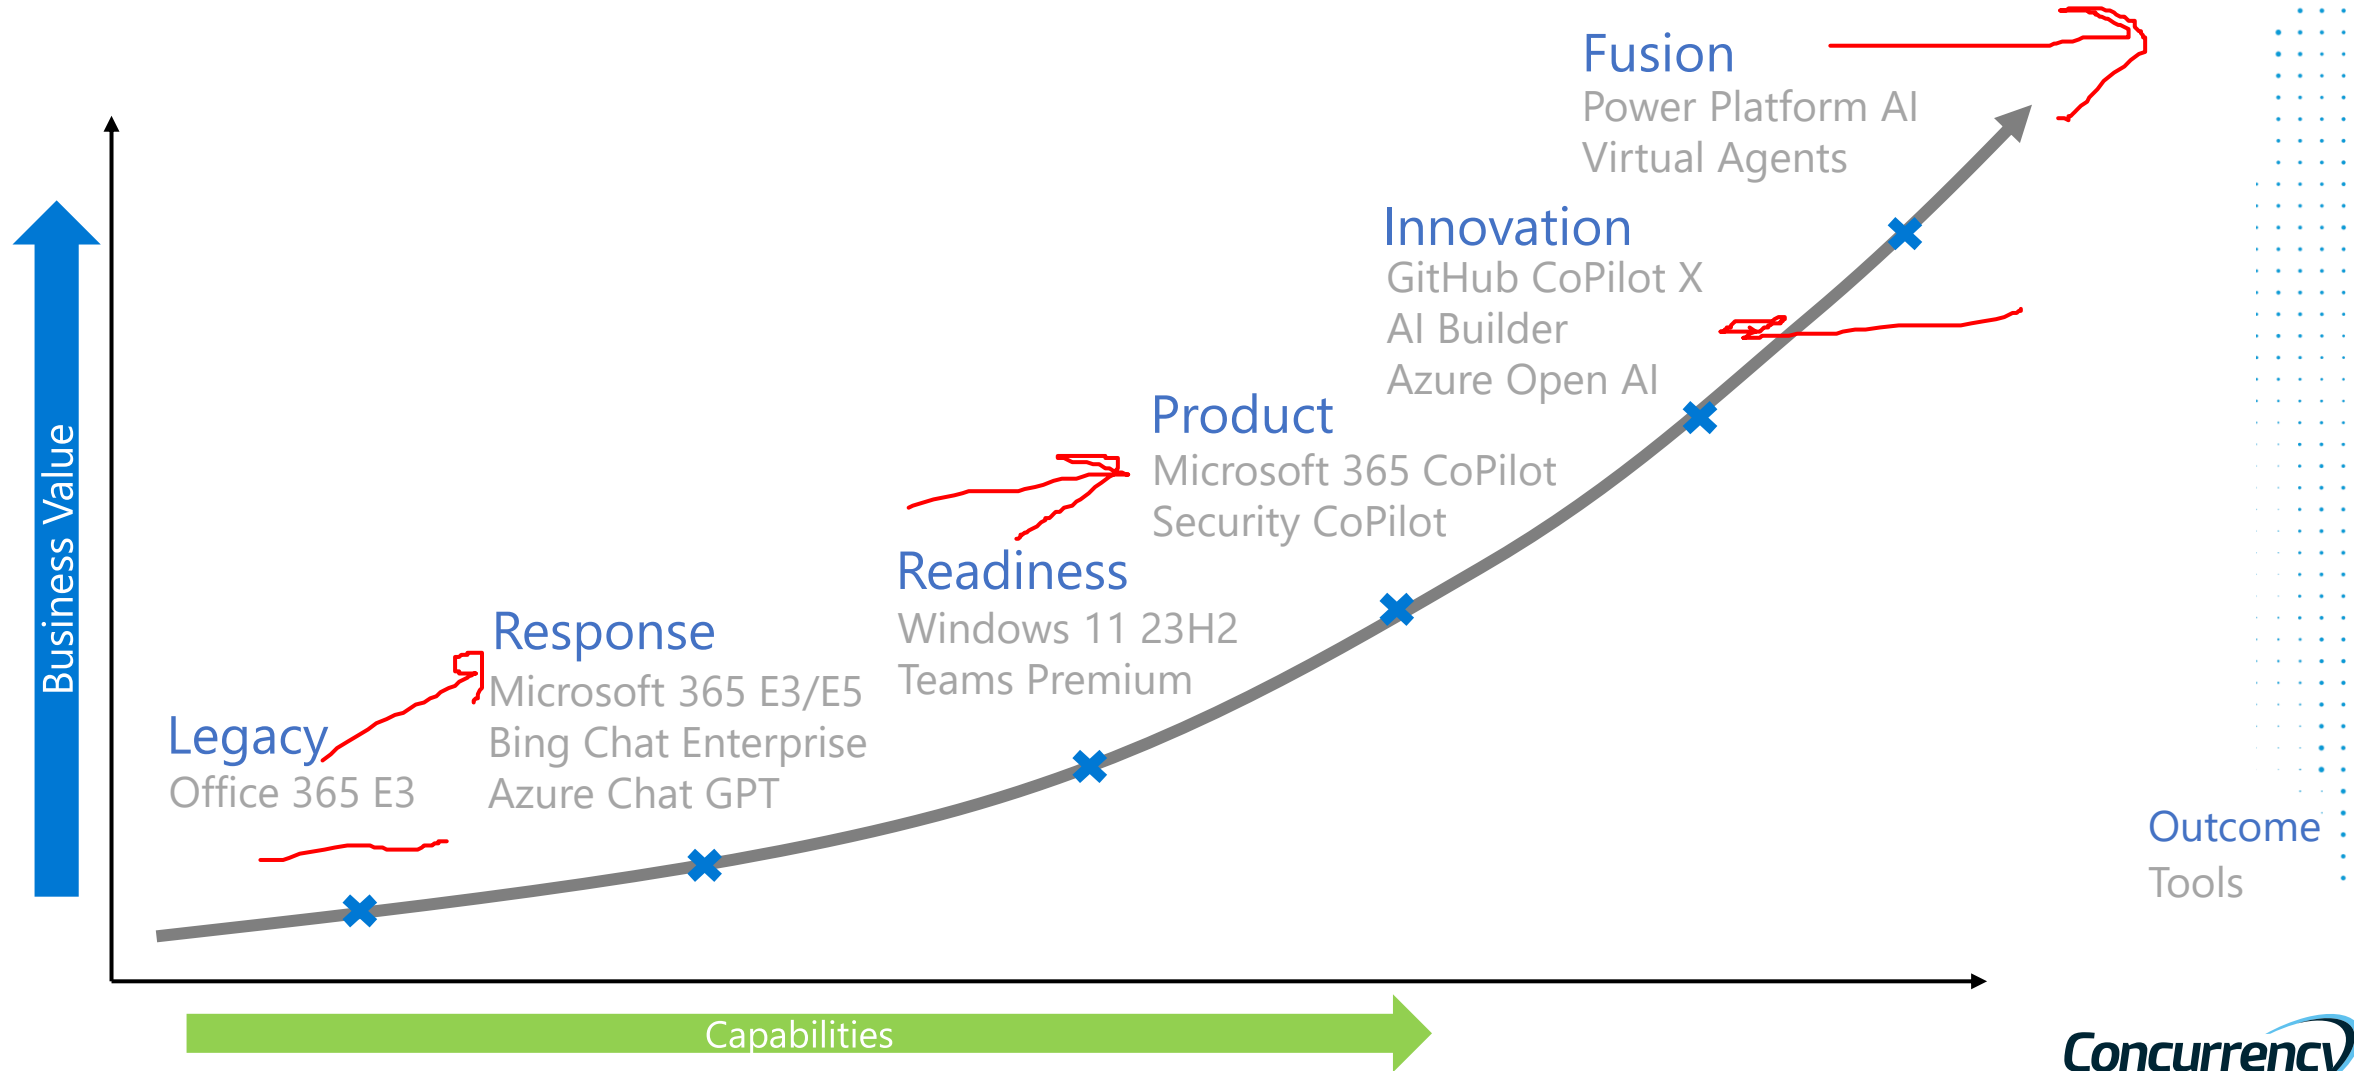 Fusion
Power Platform AI
Virtual Agents
Innovation
GitHub CoPilot X
AI Builder
Azure Open AI
Product
Microsoft 365 CoPilot
Security CoPilot
Readiness
Windows 11 23H2
Teams Premium
Response
Microsoft 365 E3/E5
Bing Chat Enterprise
Azure Chat GPT
Legacy
Office 365 E3
Business Value
Capabilities
Outcome
Tools
Concurrency